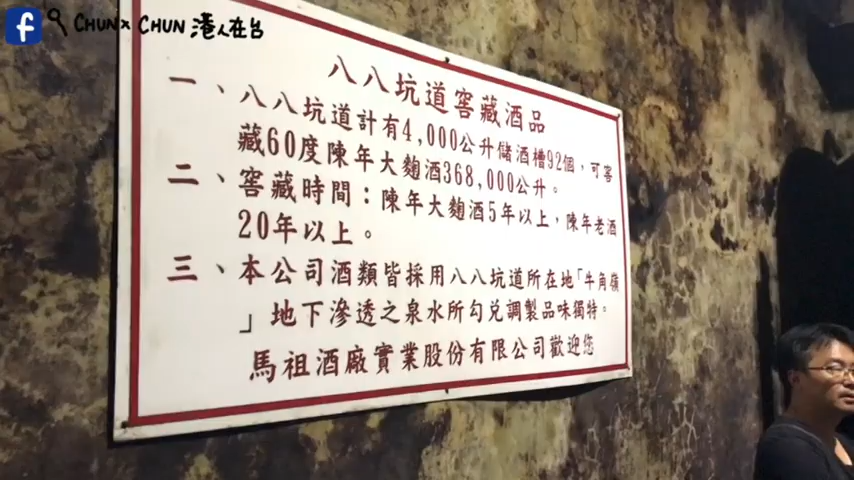 CHUN x CHUN 港人在台
八八坑道窖藏酒品
一、八八坑道計有4,000公升儲酒槽92個，可窖
藏60度陳年大麴酒368,000公升。
二、窖藏時間：陳年大麴酒5年以上，陳年老酒
20年以上。
三、本公司酒類皆採用八八坑道所在地「牛角嶺
」地下滲透之泉水所勾兌調製品味獨特。
馬祖酒廠實業股份有限公司歡迎您